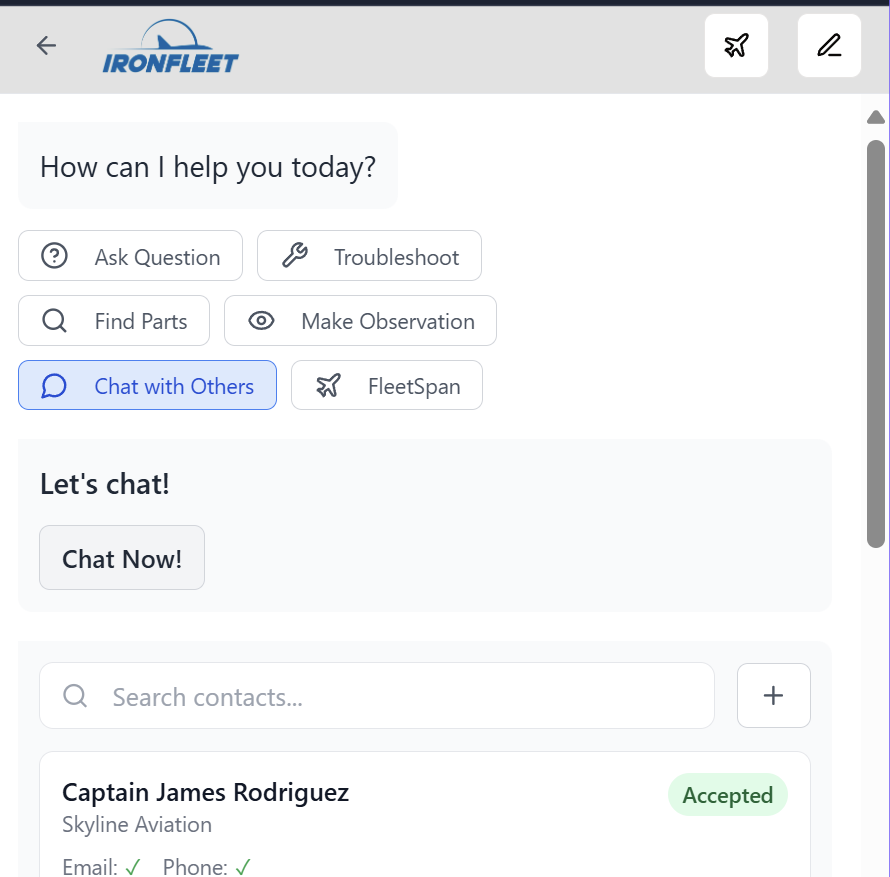 IRONFLEET
How can I help you today?
Ask Question
Troubleshoot
Find Parts
Make Observation
Chat with Others
FleetSpan
Let's chat!
Chat Now!
Search contacts...
Captain James Rodriguez
Accepted
Skyline Aviation
Email: ✓ Phone: ✓